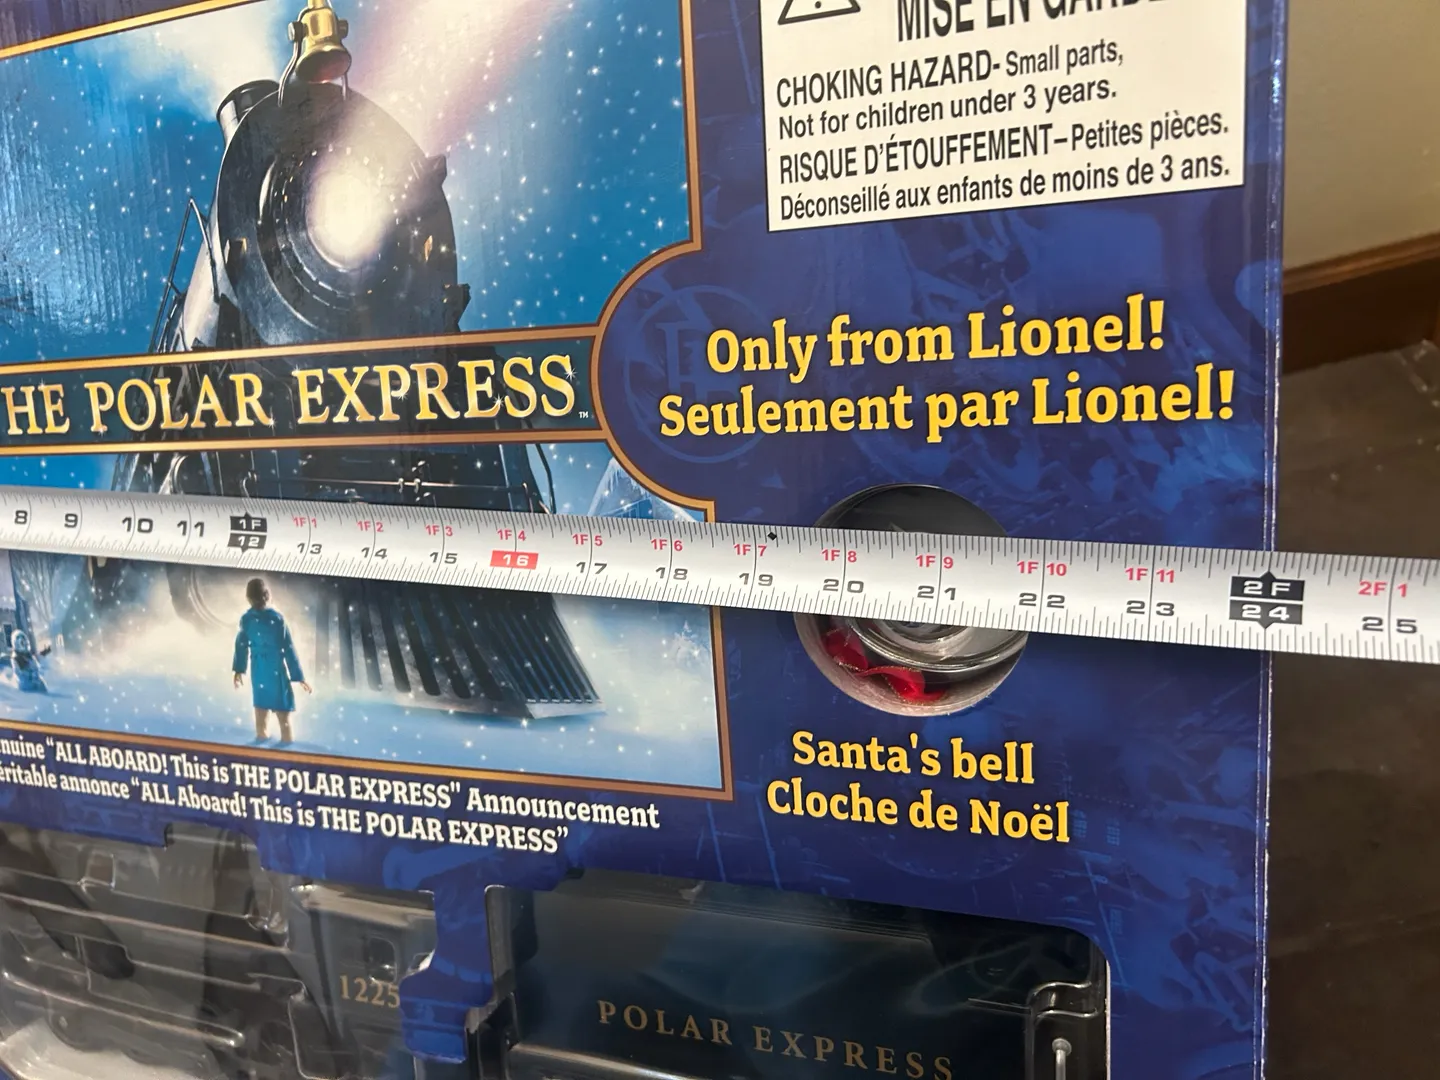 MISE EN GARDE
CHOKING HAZARD- Small parts,
Not for children under 3 years.
RISQUE D'ÉTOUFFEMENT–Petites pièces.
Déconseillé aux enfants de moins de 3 ans.
Only from Lionel!
Seulement par Lionel!
HE POLAR EXPRESS™
1F 1F1 1F2 1F3 1F4 1F5 1F6 1F7 1F8 1F9 1F10 1F11 2F 2F1
8 9 10 11 12 13 14 15 16 17 18 19 20 21 22 23 24 25
nuine "ALL ABOARD! This is THE POLAR EXPRESS" Announcement
éritable annonce "ALL Aboard! This is THE POLAR EXPRESS"
Santa's bell
Cloche de Noël
1225
POLAR EXPRESS